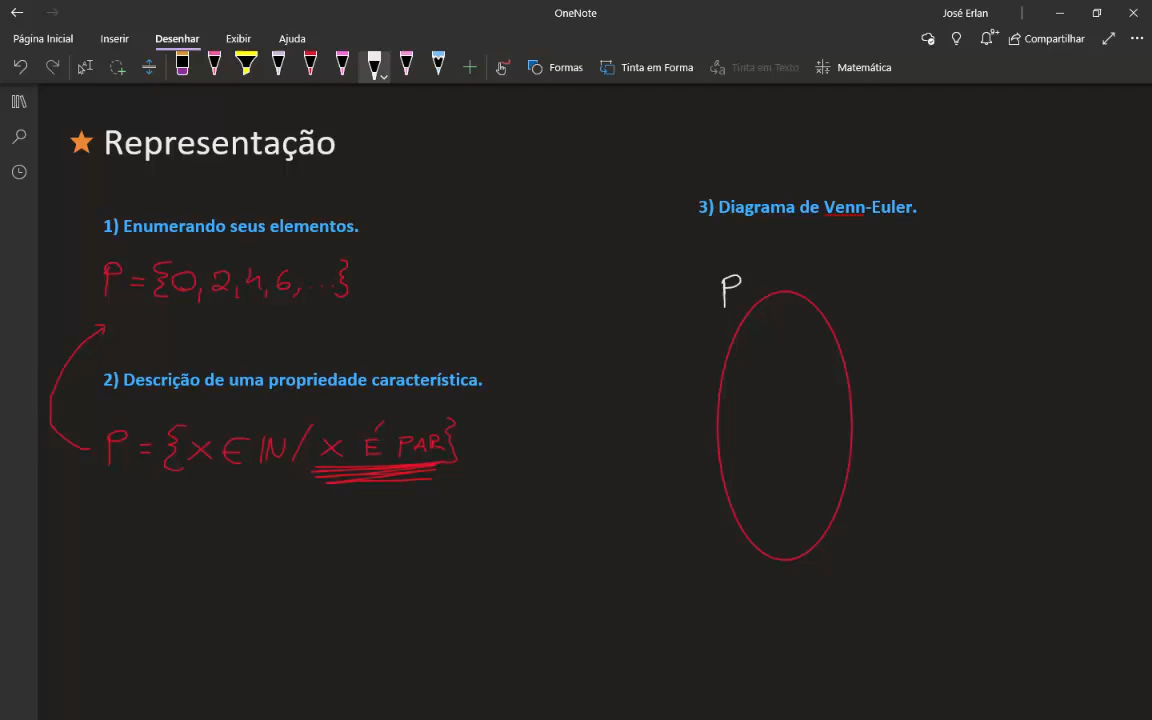 OneNote
José Erlan
Página Inicial Inserir Desenhar Exibir Ajuda
9+ Compartilhar
Formas Tinta em Forma Tinta em Texto Matemática
Representação
1) Enumerando seus elementos.
P = {0, 2, 4, 6, ...}
2) Descrição de uma propriedade característica.
P = {X ∈ IN / X É PAR}
3) Diagrama de Venn-Euler.
P